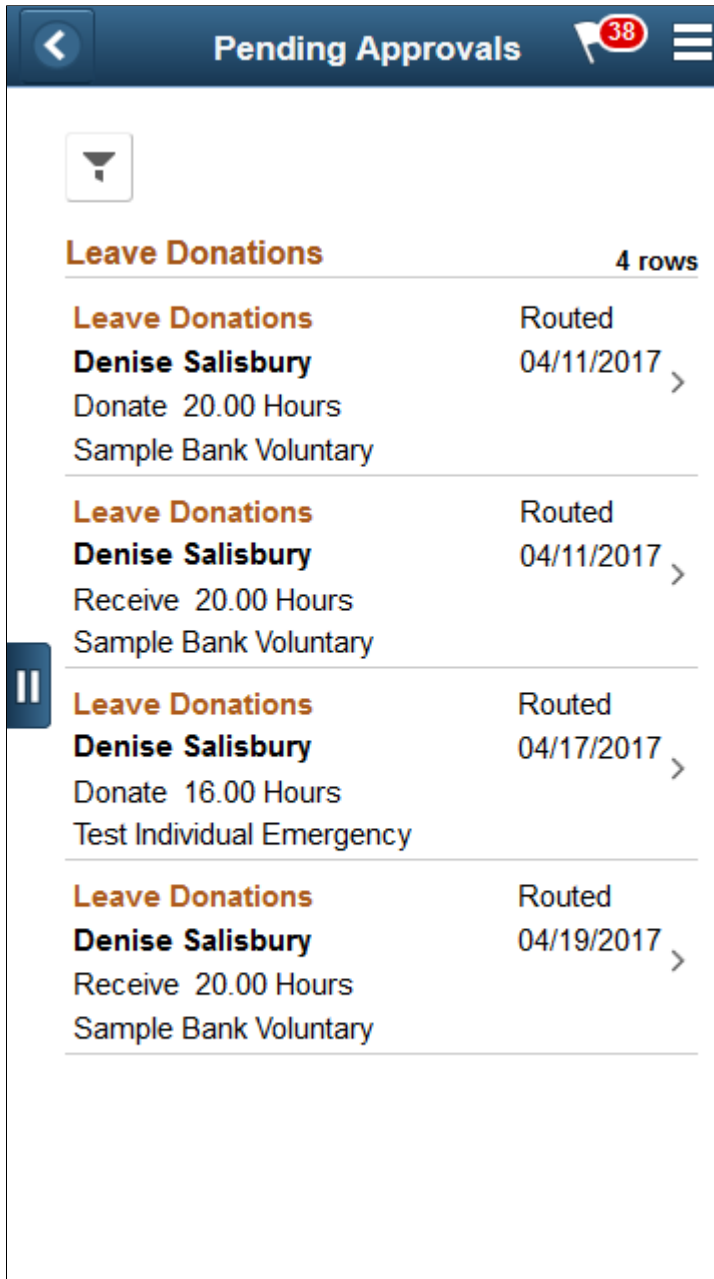 Pending Approvals 38
Leave Donations 4 rows
Leave Donations Routed
Denise Salisbury 04/11/2017
Donate 20.00 Hours
Sample Bank Voluntary
Leave Donations Routed
Denise Salisbury 04/11/2017
Receive 20.00 Hours
Sample Bank Voluntary
Leave Donations Routed
Denise Salisbury 04/17/2017
Donate 16.00 Hours
Test Individual Emergency
Leave Donations Routed
Denise Salisbury 04/19/2017
Receive 20.00 Hours
Sample Bank Voluntary